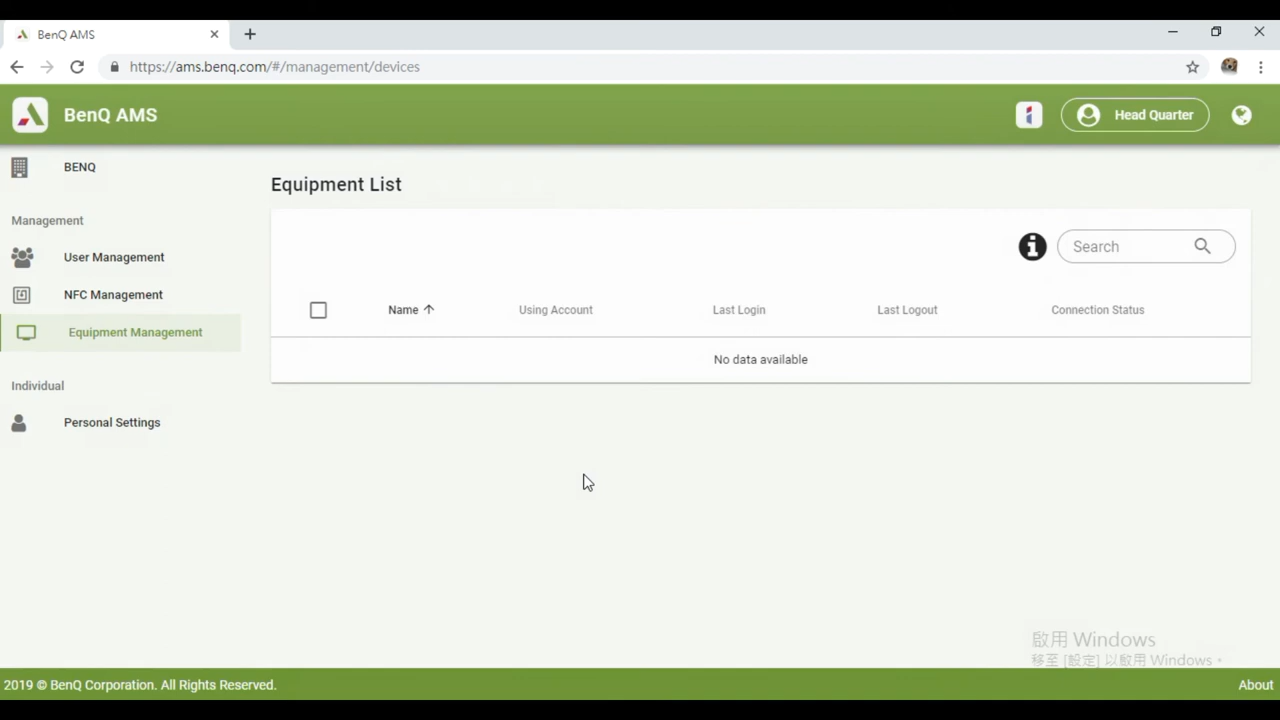 BenQ AMS
https://ams.benq.com/#/management/devices
BenQ AMS
Head Quarter
BENQ
Management
User Management
NFC Management
Equipment Management
Individual
Personal Settings
Equipment List
Search
Name Using Account Last Login Last Logout Connection Status
No data available
啟用 Windows
移至 [設定] 以啟用 Windows。
2019 © BenQ Corporation. All Rights Reserved.
About